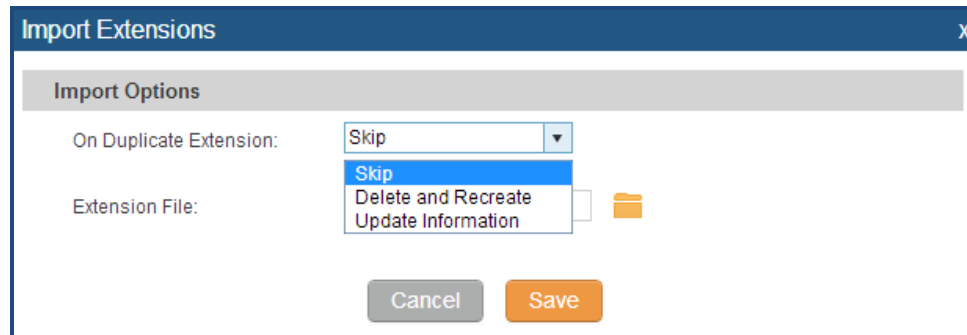 Import Extensions x
Import Options
On Duplicate Extension: Skip
Skip
Delete and Recreate
Extension File:
Update Information
Cancel Save